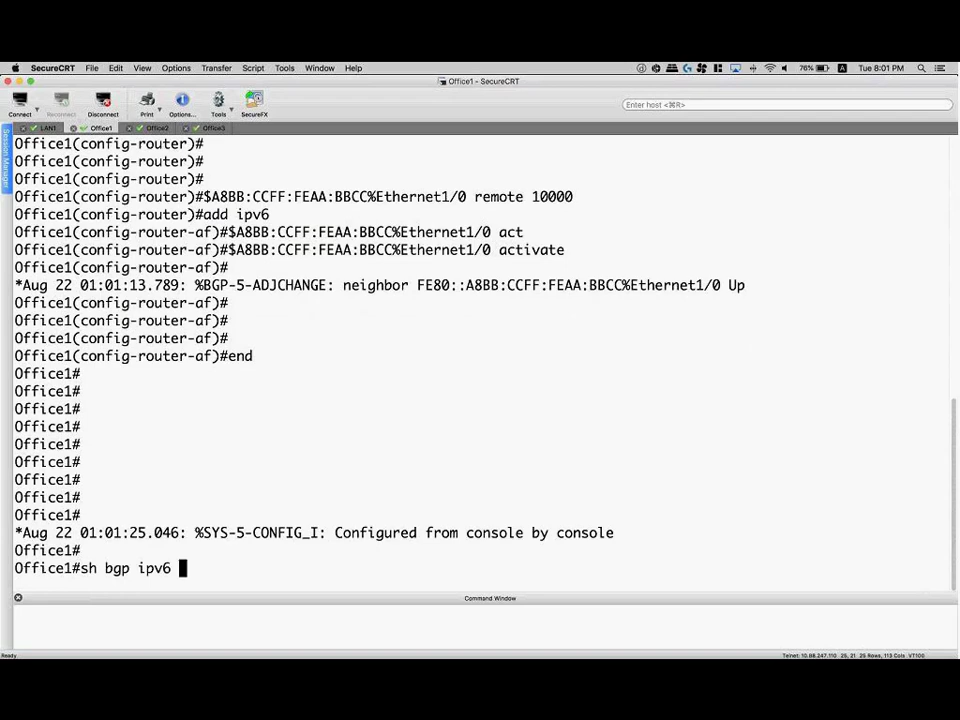 SecureCRT File Edit View Options Transfer Script Tools Window Help 76% A Tue 8:01 PM
Office1 - SecureCRT
Connect Reconnect Disconnect Print Options... Tools SecureFX Enter host <⌘R>
LAN1 Office1 Office2 Office3
Session Manager
Office1(config-router)#
Office1(config-router)#
Office1(config-router)#
Office1(config-router)#$A8BB:CCFF:FEAA:BBCC%Ethernet1/0 remote 10000
Office1(config-router)#add ipv6
Office1(config-router-af)#$A8BB:CCFF:FEAA:BBCC%Ethernet1/0 act
Office1(config-router-af)#$A8BB:CCFF:FEAA:BBCC%Ethernet1/0 activate
Office1(config-router-af)#
*Aug 22 01:01:13.789: %BGP-5-ADJCHANGE: neighbor FE80::A8BB:CCFF:FEAA:BBCC%Ethernet1/0 Up
Office1(config-router-af)#
Office1(config-router-af)#
Office1(config-router-af)#
Office1(config-router-af)#end
Office1#
Office1#
Office1#
Office1#
Office1#
Office1#
Office1#
Office1#
Office1#
*Aug 22 01:01:25.046: %SYS-5-CONFIG_I: Configured from console by console
Office1#
Office1#sh bgp ipv6
Command Window
Ready Telnet: 10.88.247.110 25, 21 25 Rows, 113 Cols VT100